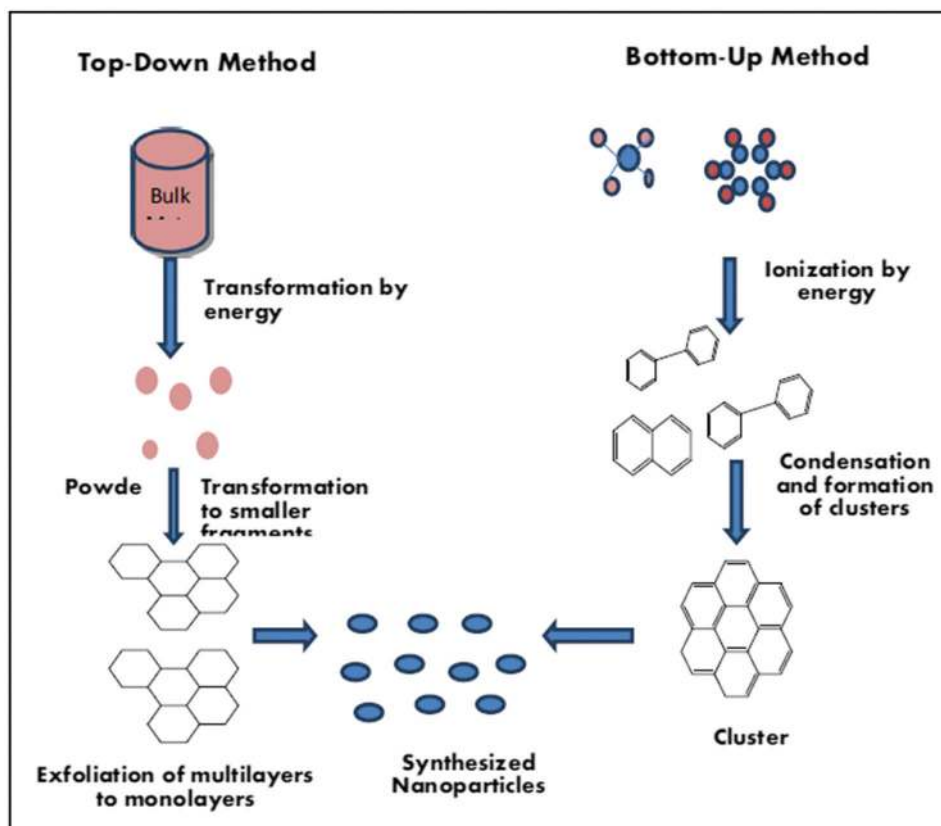 Top-Down Method
Bulk
Transformation by
energy
Powde
Transformation
to smaller
fragments
Exfoliation of multilayers
to monolayers
Bottom-Up Method
Ionization by
energy
Condensation
and formation
of clusters
Cluster
Synthesized
Nanoparticles